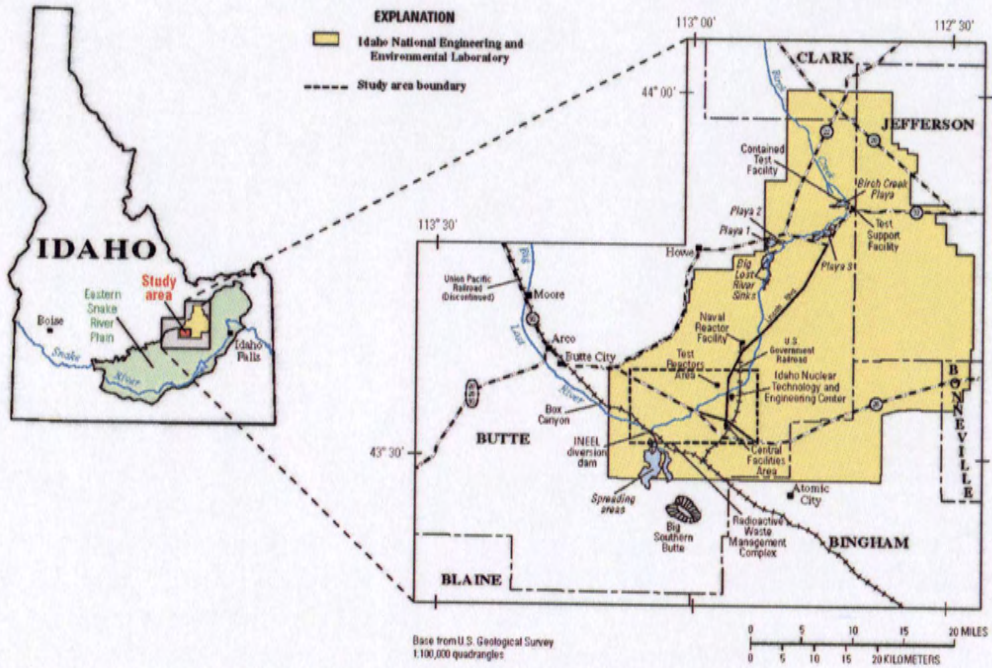 EXPLANATION
Idaho National Engineering and
Environmental Laboratory
Study area boundary
IDAHO
Study
area
Eastern
Snake
River
Plain
Boise
Snake
River
Idaho
Falls
113° 00'
112° 30'
44° 00'
113° 30'
43° 30'
CLARK
JEFFERSON
Birch
Creek
Contained
Test
Facility
Birch Creek
Playa
Playa 2
Playa 1
Test
Support
Facility
Howe
Playa 3
Big
Lost
River
Sinks
Union Pacific
Railroad
(Discontinued)
Big
Lost
River
Moore
Arco
Butte City
Naval
Reactor
Facility
U.S.
Government
Railroad
Test
Reactors
Area
Idaho Nuclear
Technology and
Engineering Center
BONNEVILLE
Box
Canyon
BUTTE
INEEL
diversion
dam
Central
Facilities
Area
Spreading
areas
Atomic
City
Big
Southern
Butte
Radioactive
Waste
Management
Complex
BINGHAM
BLAINE
Base from U.S. Geological Survey
1:100,000 quadrangles
0 5 10 15 20 MILES
0 5 10 15 20 KILOMETERS